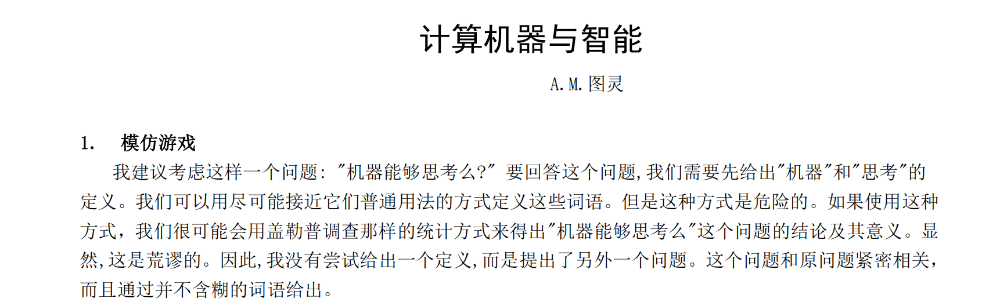 计算机器与智能
A.M.图灵
1. 模仿游戏
我建议考虑这样一个问题: "机器能够思考么?" 要回答这个问题,我们需要先给出"机器"和"思考"的
定义。我们可以用尽可能接近它们普通用法的方式定义这些词语。但是这种方式是危险的。如果使用这种
方式，我们很可能会用盖勒普调查那样的统计方式来得出"机器能够思考么"这个问题的结论及其意义。显
然,这是荒谬的。因此,我没有尝试给出一个定义,而是提出了另外一个问题。这个问题和原问题紧密相关，
而且通过并不含糊的词语给出。